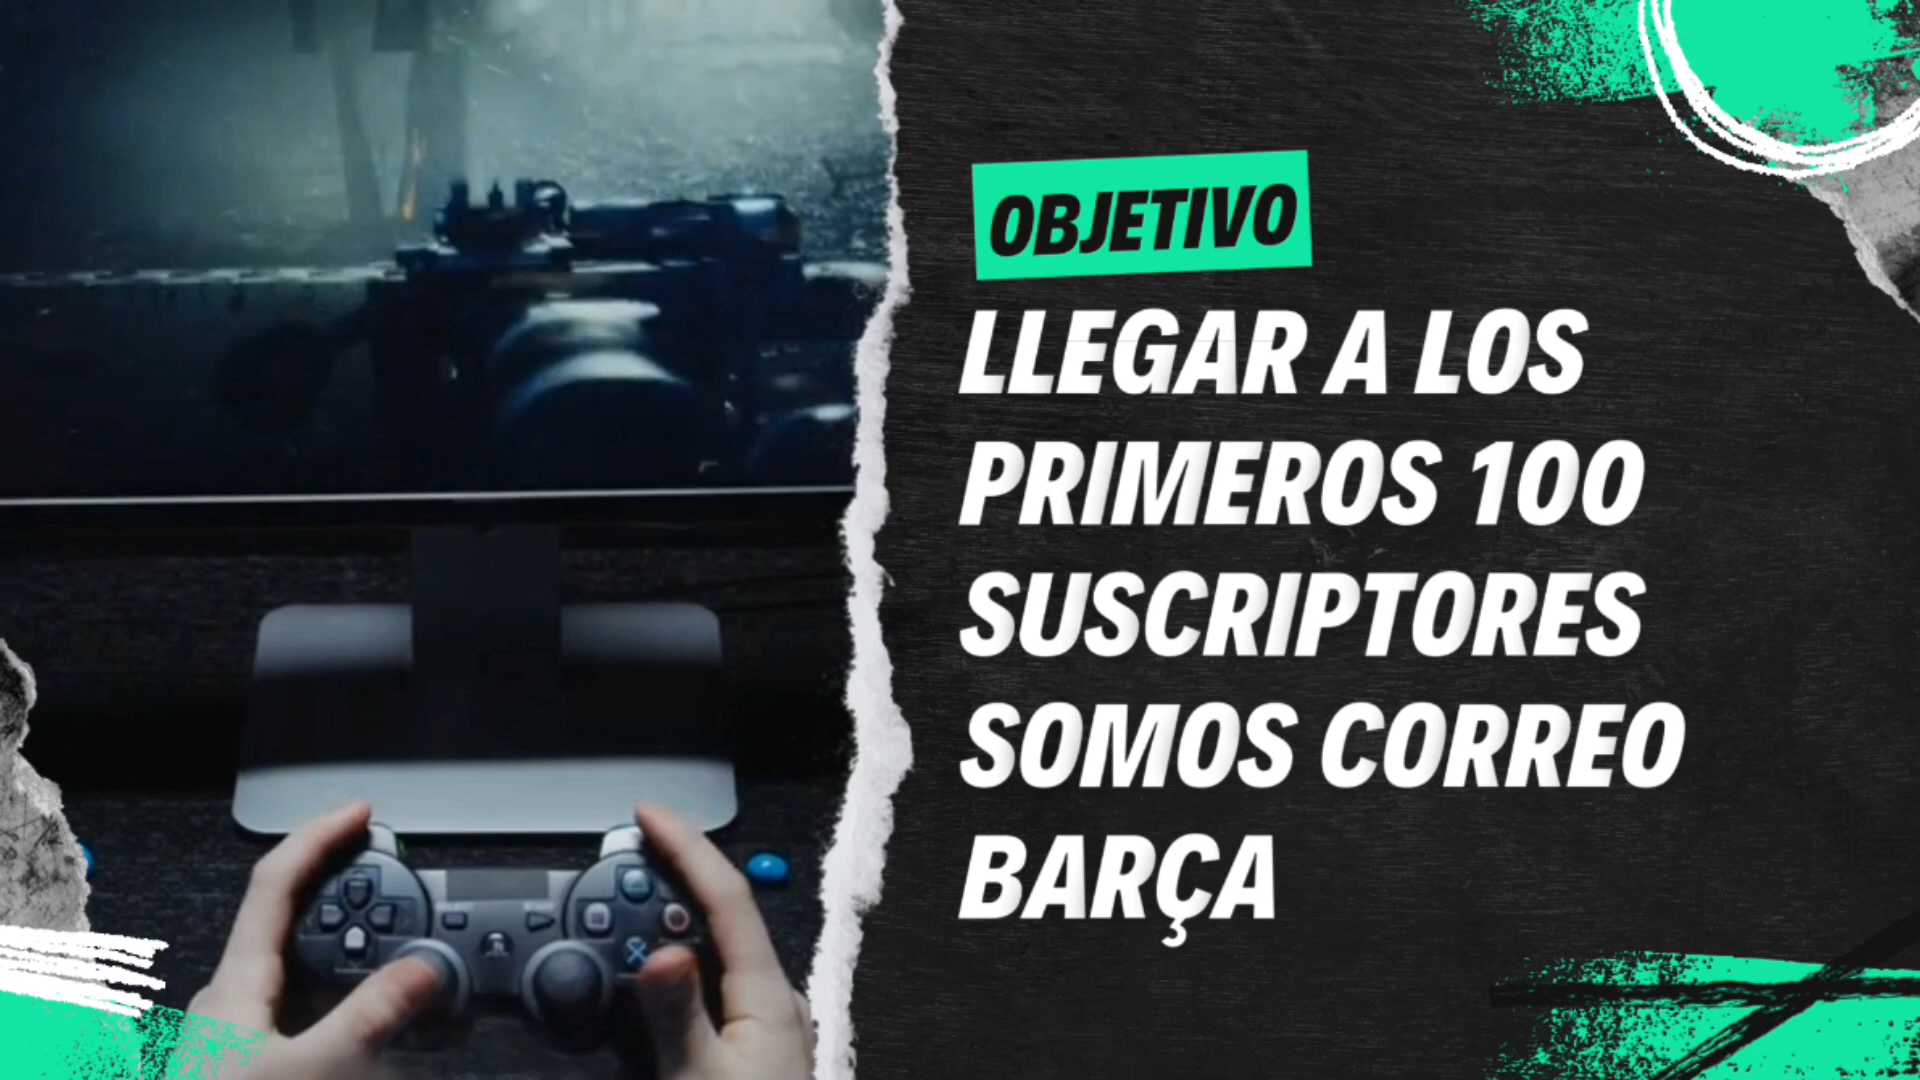 OBJETIVO
LLEGAR A LOS
PRIMEROS 100
SUSCRIPTORES
SOMOS CORREO
BARÇA